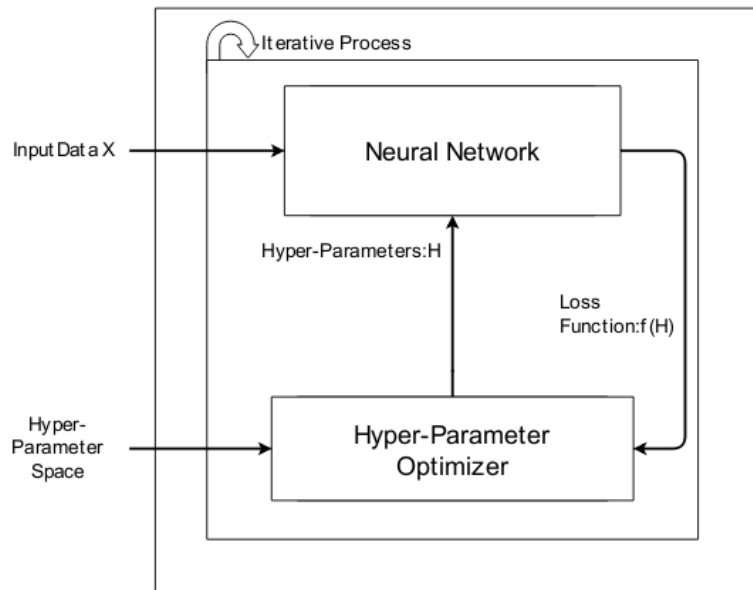 Iterative Process
Input Data X
Neural Network
Hyper-Parameters:H
Loss
Function:f(H)
Hyper-
Parameter
Space
Hyper-Parameter
Optimizer